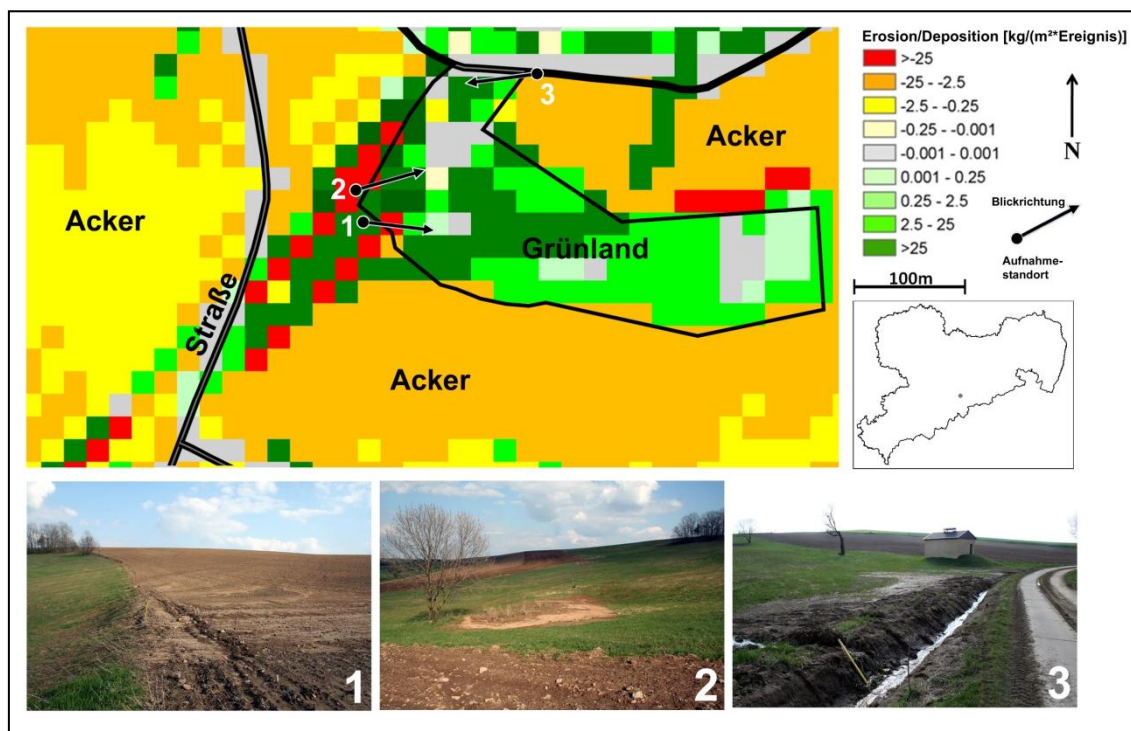 Erosion/Deposition [kg/(m²*Ereignis)]
>-25
-25 - -2.5
-2.5 - -0.25
-0.25 - -0.001
-0.001 - 0.001
0.001 - 0.25
0.25 - 2.5
2.5 - 25
>25
N
Blickrichtung
Aufnahme-
standort
100m
3
Acker
2
Acker
1
Grünland
Straße
Acker
1
2
3